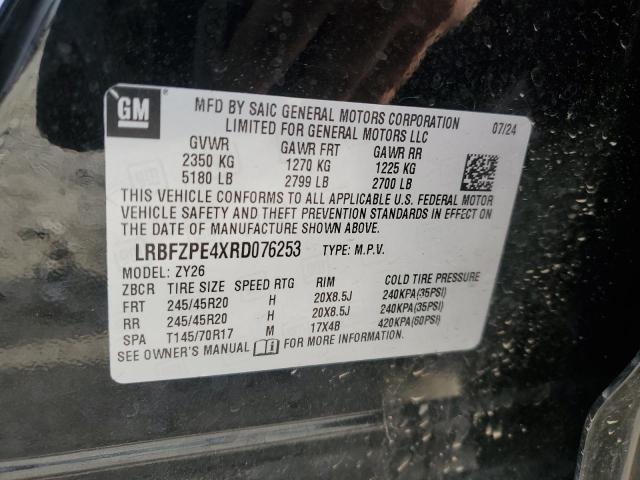 GM
MFD BY SAIC GENERAL MOTORS CORPORATION
LIMITED FOR GENERAL MOTORS LLC 07/24
GVWR GAWR FRT GAWR RR
2350 KG 1270 KG 1225 KG
5180 LB 2799 LB 2700 LB
THIS VEHICLE CONFORMS TO ALL APPLICABLE U.S. FEDERAL MOTOR
VEHICLE SAFETY AND THEFT PREVENTION STANDARDS IN EFFECT ON
THE DATE OF MANUFACTURE SHOWN ABOVE.
LRBFZPE4XRD076253 TYPE: M.P.V.
MODEL: ZY26
ZBCR TIRE SIZE SPEED RTG RIM COLD TIRE PRESSURE
FRT 245/45R20 H 20X8.5J 240KPA(35PSI)
RR 245/45R20 H 20X8.5J 240KPA(35PSI)
SPA T145/70R17 M 17X4B 420KPA(60PSI)
SEE OWNER'S MANUAL FOR MORE INFORMATION.